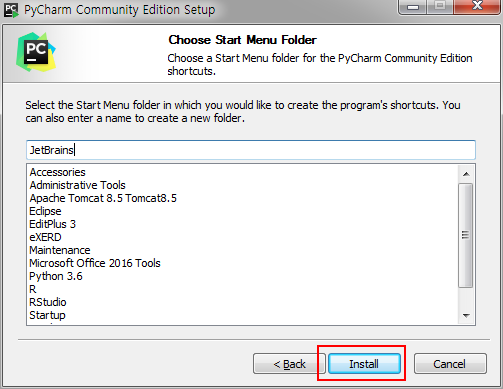 PyCharm Community Edition Setup
PC
Choose Start Menu Folder
Choose a Start Menu folder for the PyCharm Community Edition
shortcuts.
Select the Start Menu folder in which you would like to create the program's shortcuts. You
can also enter a name to create a new folder.
JetBrains
Accessories
Administrative Tools
Apache Tomcat 8.5 Tomcat8.5
Eclipse
EditPlus 3
eXERD
Maintenance
Microsoft Office 2016 Tools
Python 3.6
R
RStudio
Startup
< Back
Install
Cancel